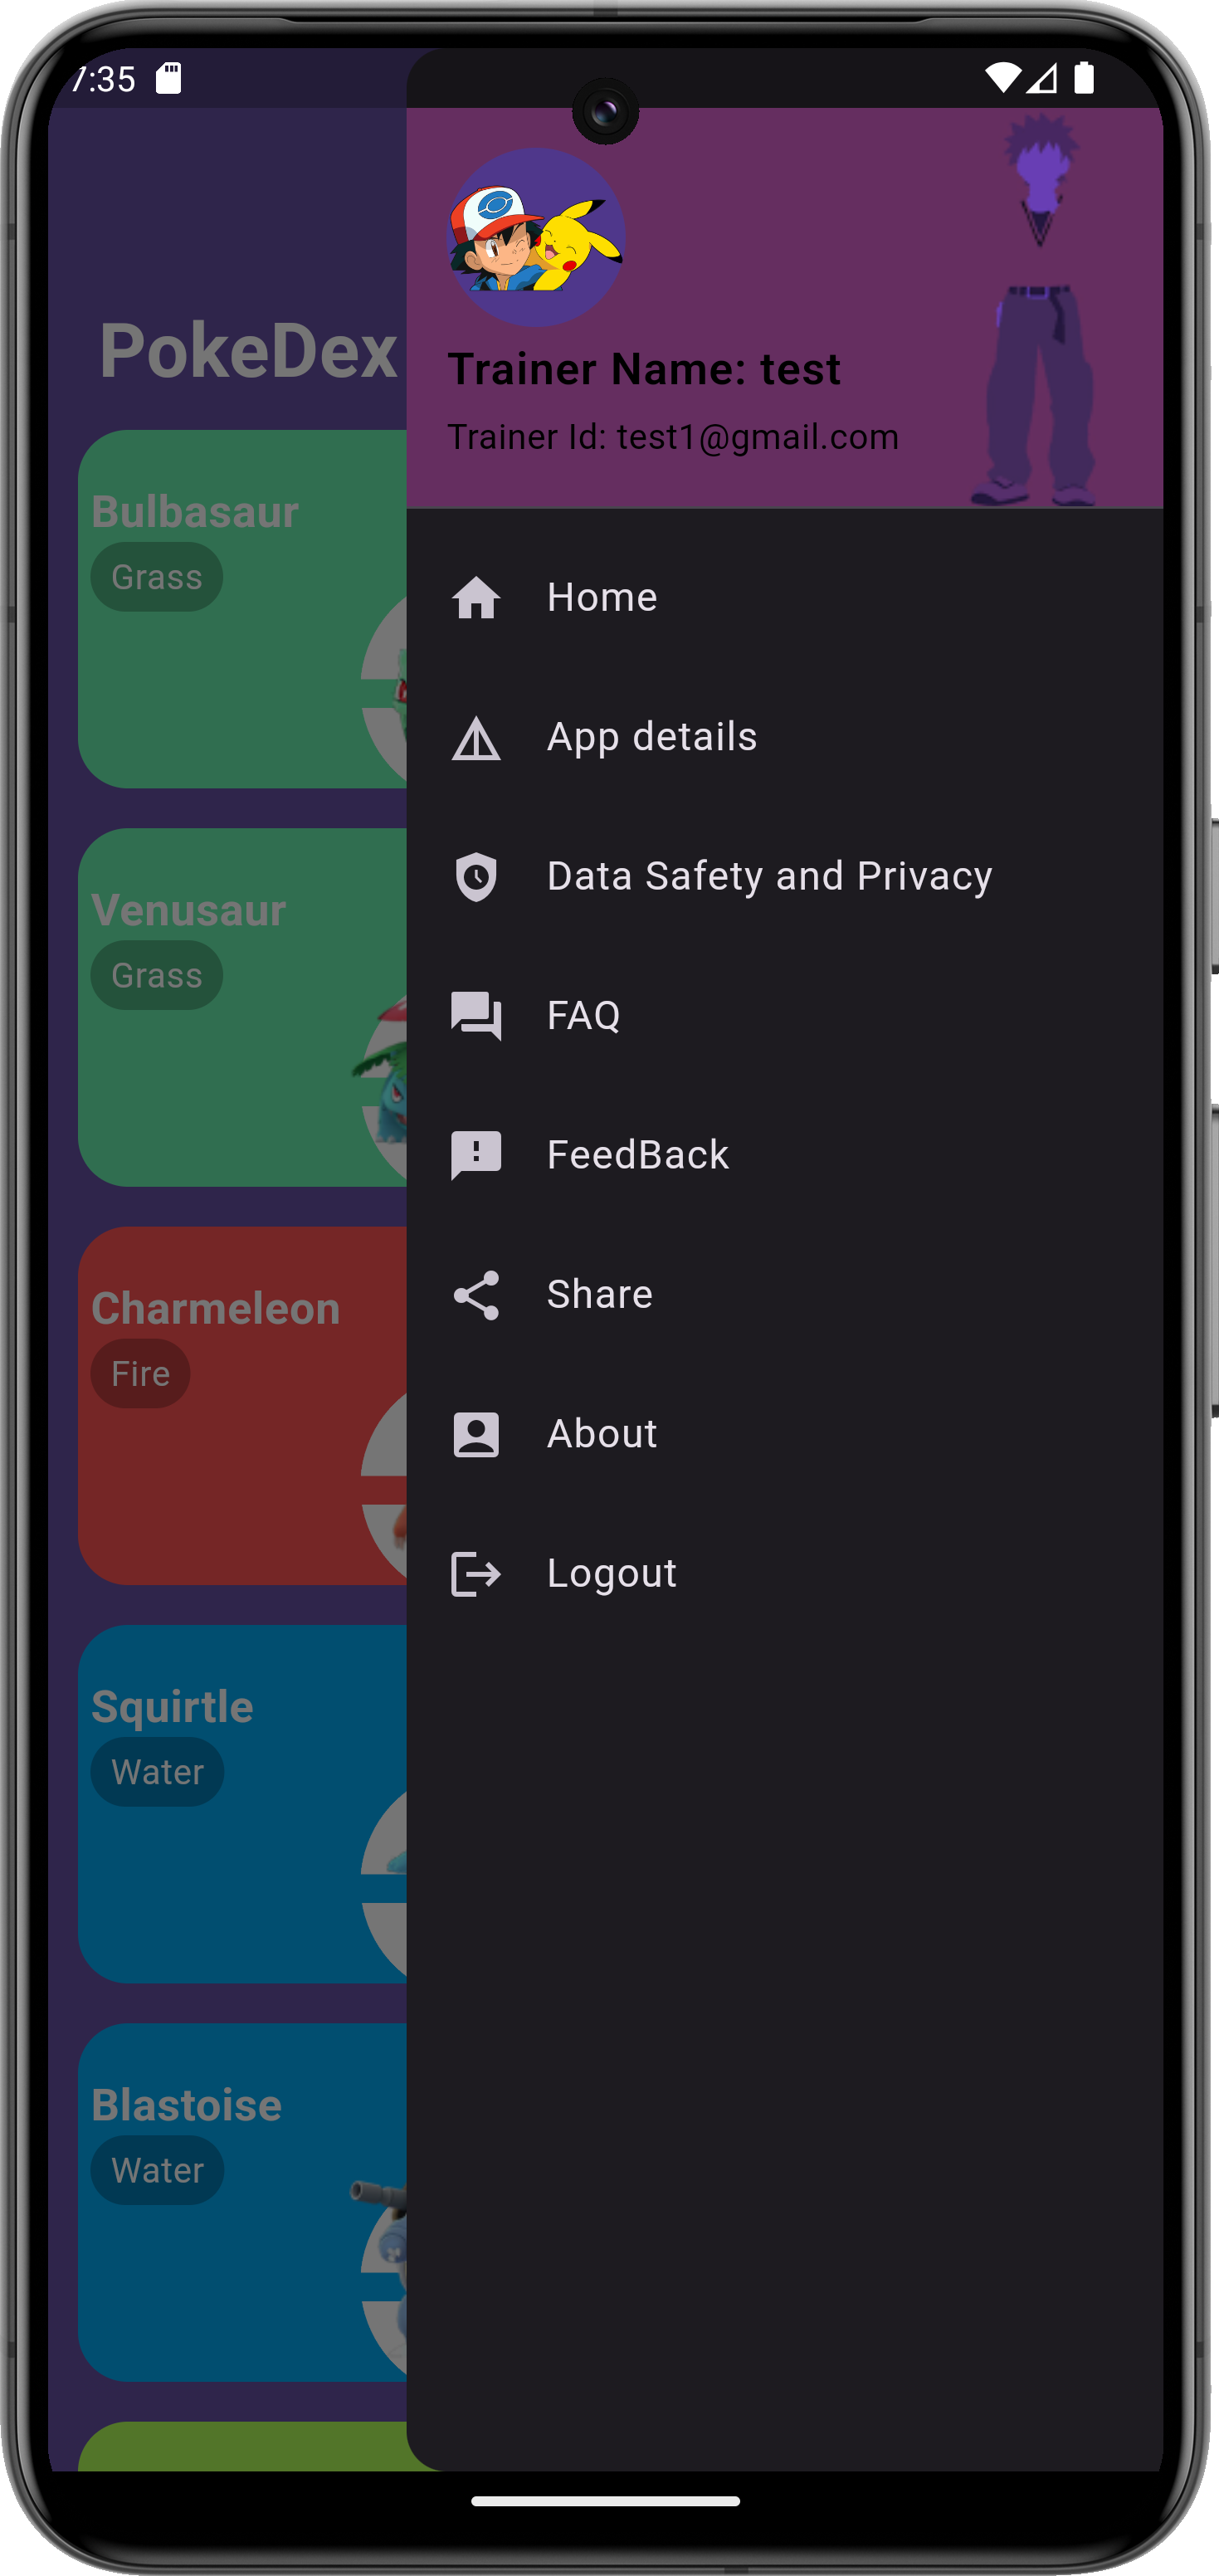 7:35
PokeDex
Bulbasaur
Grass
Venusaur
Grass
Charmeleon
Fire
Squirtle
Water
Blastoise
Water
Trainer Name: test
Trainer Id: test1@gmail.com
Home
App details
Data Safety and Privacy
FAQ
FeedBack
Share
About
Logout